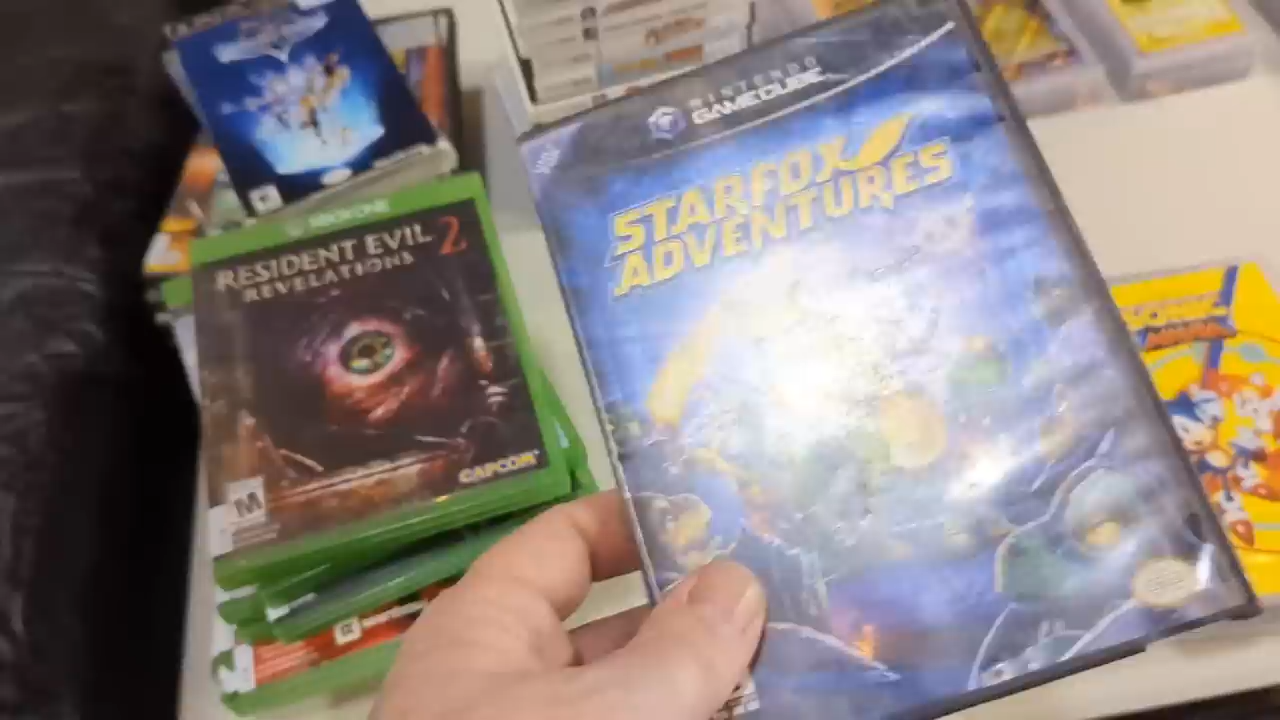 NINTENDO
GAMECUBE
STARFOX
ADVENTURES
XBOX ONE
RESIDENT EVIL 2
REVELATIONS
CAPCOM
M
SONIC
MANIA